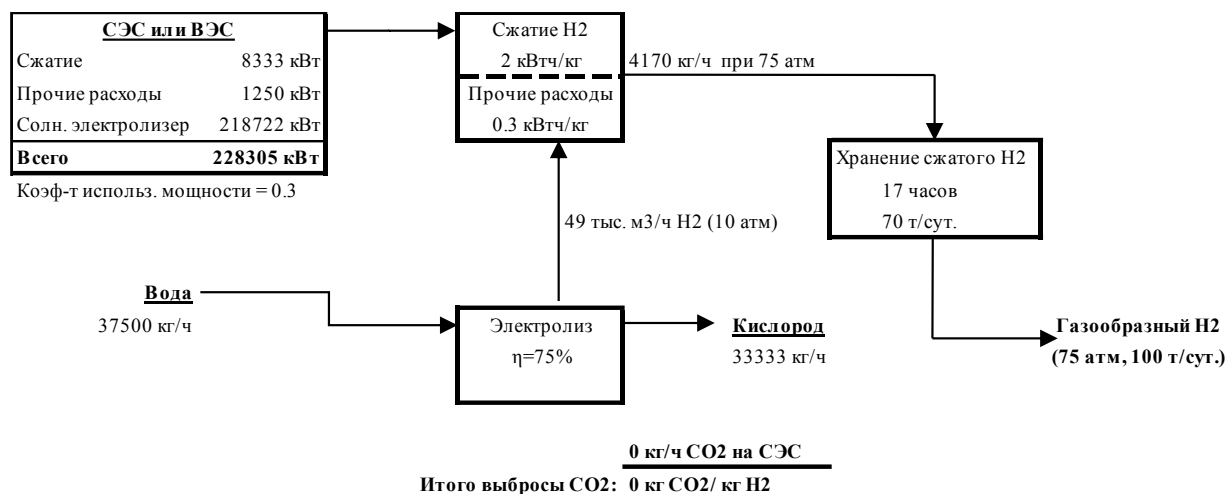 СЭС или ВЭС
Сжатие 8333 кВт
Прочие расходы 1250 кВт
Солн. электролизер 218722 кВт
Всего 228305 кВт
Коэф-т использ. мощности = 0.3
Сжатие H2
2 кВтч/кг
Прочие расходы
0.3 кВтч/кг
4170 кг/ч при 75 атм
Хранение сжатого H2
17 часов
70 т/сут.
49 тыс. м3/ч H2 (10 атм)
Вода
37500 кг/ч
Электролиз
η=75%
Кислород
33333 кг/ч
Газообразный H2
(75 атм, 100 т/сут.)
0 кг/ч CO2 на СЭС
Итого выбросы CO2: 0 кг CO2/ кг H2